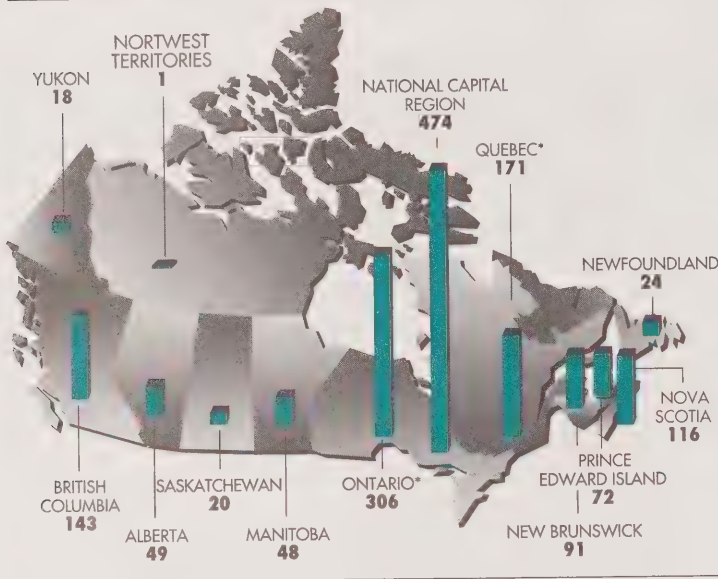 NORTWEST
TERRITORIES
1
YUKON
18
NATIONAL CAPITAL
REGION
474
QUEBEC*
171
NEWFOUNDLAND
24
NOVA
SCOTIA
116
PRINCE
EDWARD ISLAND
72
NEW BRUNSWICK
91
BRITISH
COLUMBIA
143
ALBERTA
49
SASKATCHEWAN
20
MANITOBA
48
ONTARIO*
306